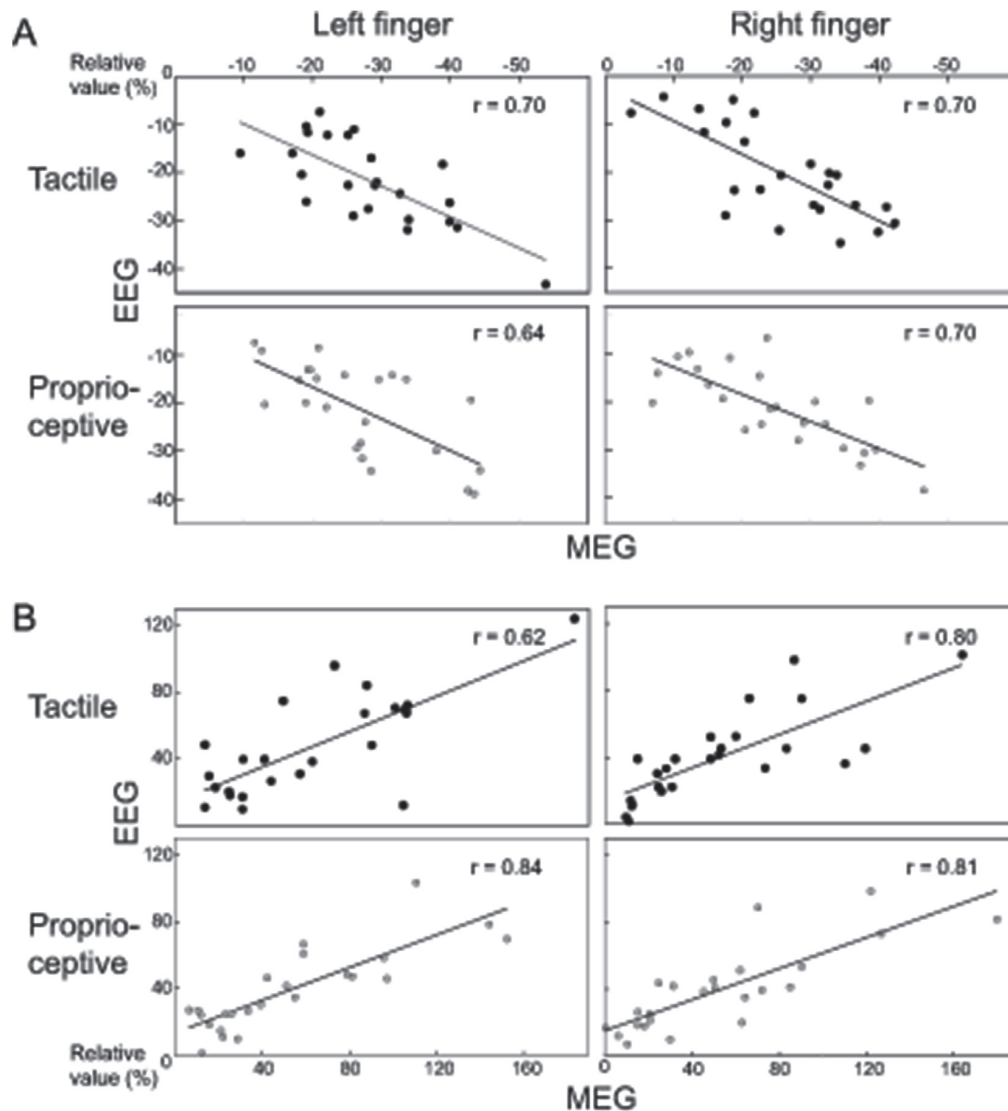 A
Left finger
Right finger
Relative
value (%)
0 -10 -20 -30 -40 -50
0 -10 -20 -30 -40 -50
-10
-20
-30
-40
r = 0.70
r = 0.70
Tactile
EEG
-10
-20
-30
-40
r = 0.64
r = 0.70
Proprio-
ceptive
MEG
B
120
80
40
r = 0.62
r = 0.80
Tactile
EEG
120
80
40
0
r = 0.84
r = 0.81
Proprio-
ceptive
Relative
value (%)
40 80 120 160
0 40 80 120 160
MEG